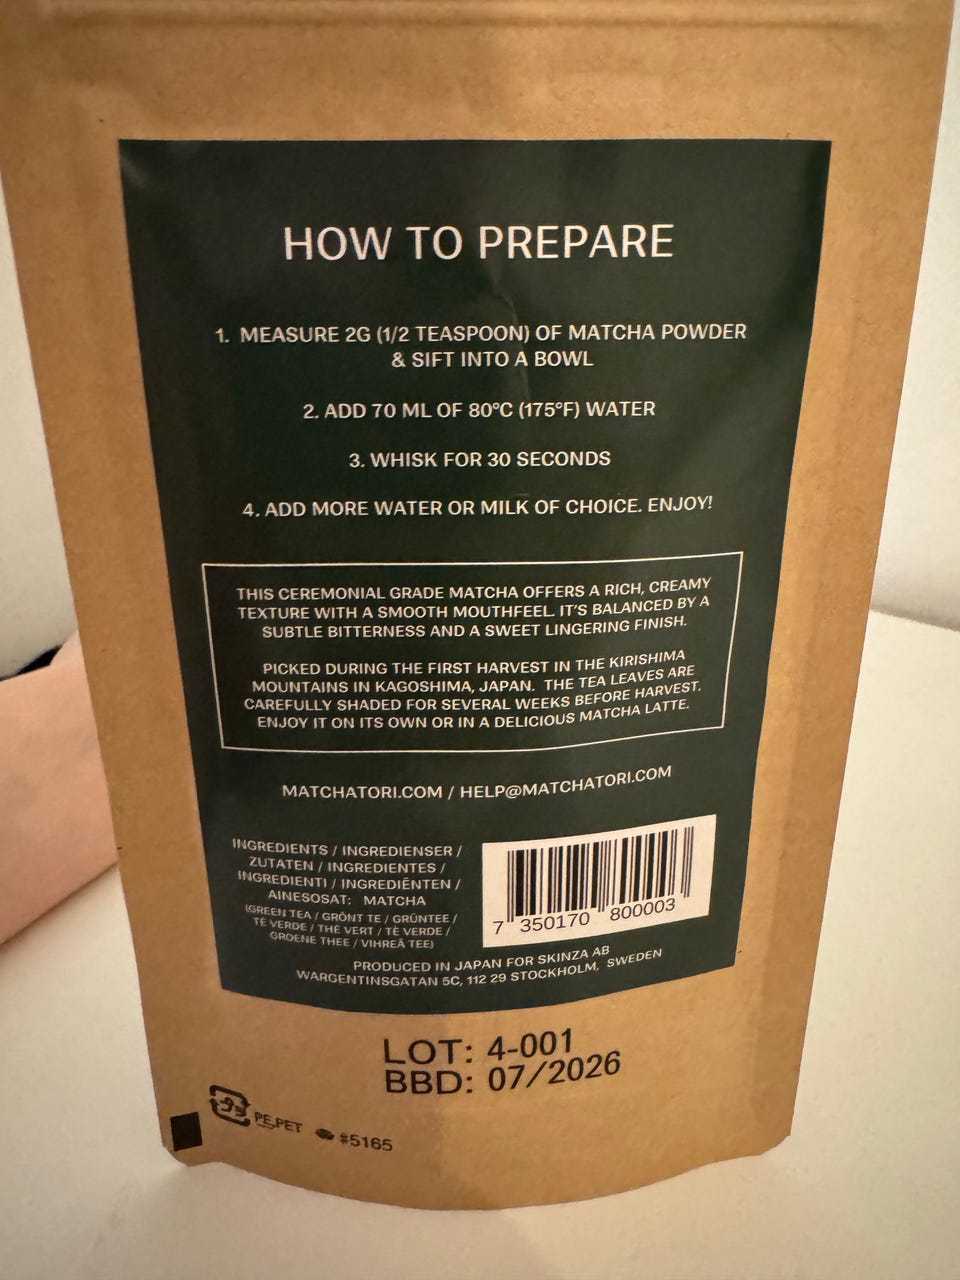 HOW TO PREPARE
1. MEASURE 2G (1/2 TEASPOON) OF MATCHA POWDER
& SIFT INTO A BOWL
2. ADD 70 ML OF 80°C (175°F) WATER
3. WHISK FOR 30 SECONDS
4. ADD MORE WATER OR MILK OF CHOICE. ENJOY!
THIS CEREMONIAL GRADE MATCHA OFFERS A RICH, CREAMY
TEXTURE WITH A SMOOTH MOUTHFEEL. IT'S BALANCED BY A
SUBTLE BITTERNESS AND A SWEET LINGERING FINISH.
PICKED DURING THE FIRST HARVEST IN THE KIRISHIMA
MOUNTAINS IN KAGOSHIMA, JAPAN. THE TEA LEAVES ARE
CAREFULLY SHADED FOR SEVERAL WEEKS BEFORE HARVEST.
ENJOY IT ON ITS OWN OR IN A DELICIOUS MATCHA LATTE.
MATCHATORI.COM / HELP@MATCHATORI.COM
INGREDIENTS / INGREDIENSER /
ZUTATEN / INGREDIENTES /
INGREDIENTI / INGREDIËNTEN /
AINESOSAT: MATCHA
(GREEN TEA / GRÖNT TE / GRÜNTEE /
TÉ VERDE / THÉ VERT / TÈ VERDE /
GROENE THEE / VIHREÄ TEE)
7 350170 800003
PRODUCED IN JAPAN FOR SKINZA AB
WARGENTINSGATAN 5C, 112 29 STOCKHOLM, SWEDEN
LOT: 4-001
BBD: 07/2026
プラ
PE,PET
#5165